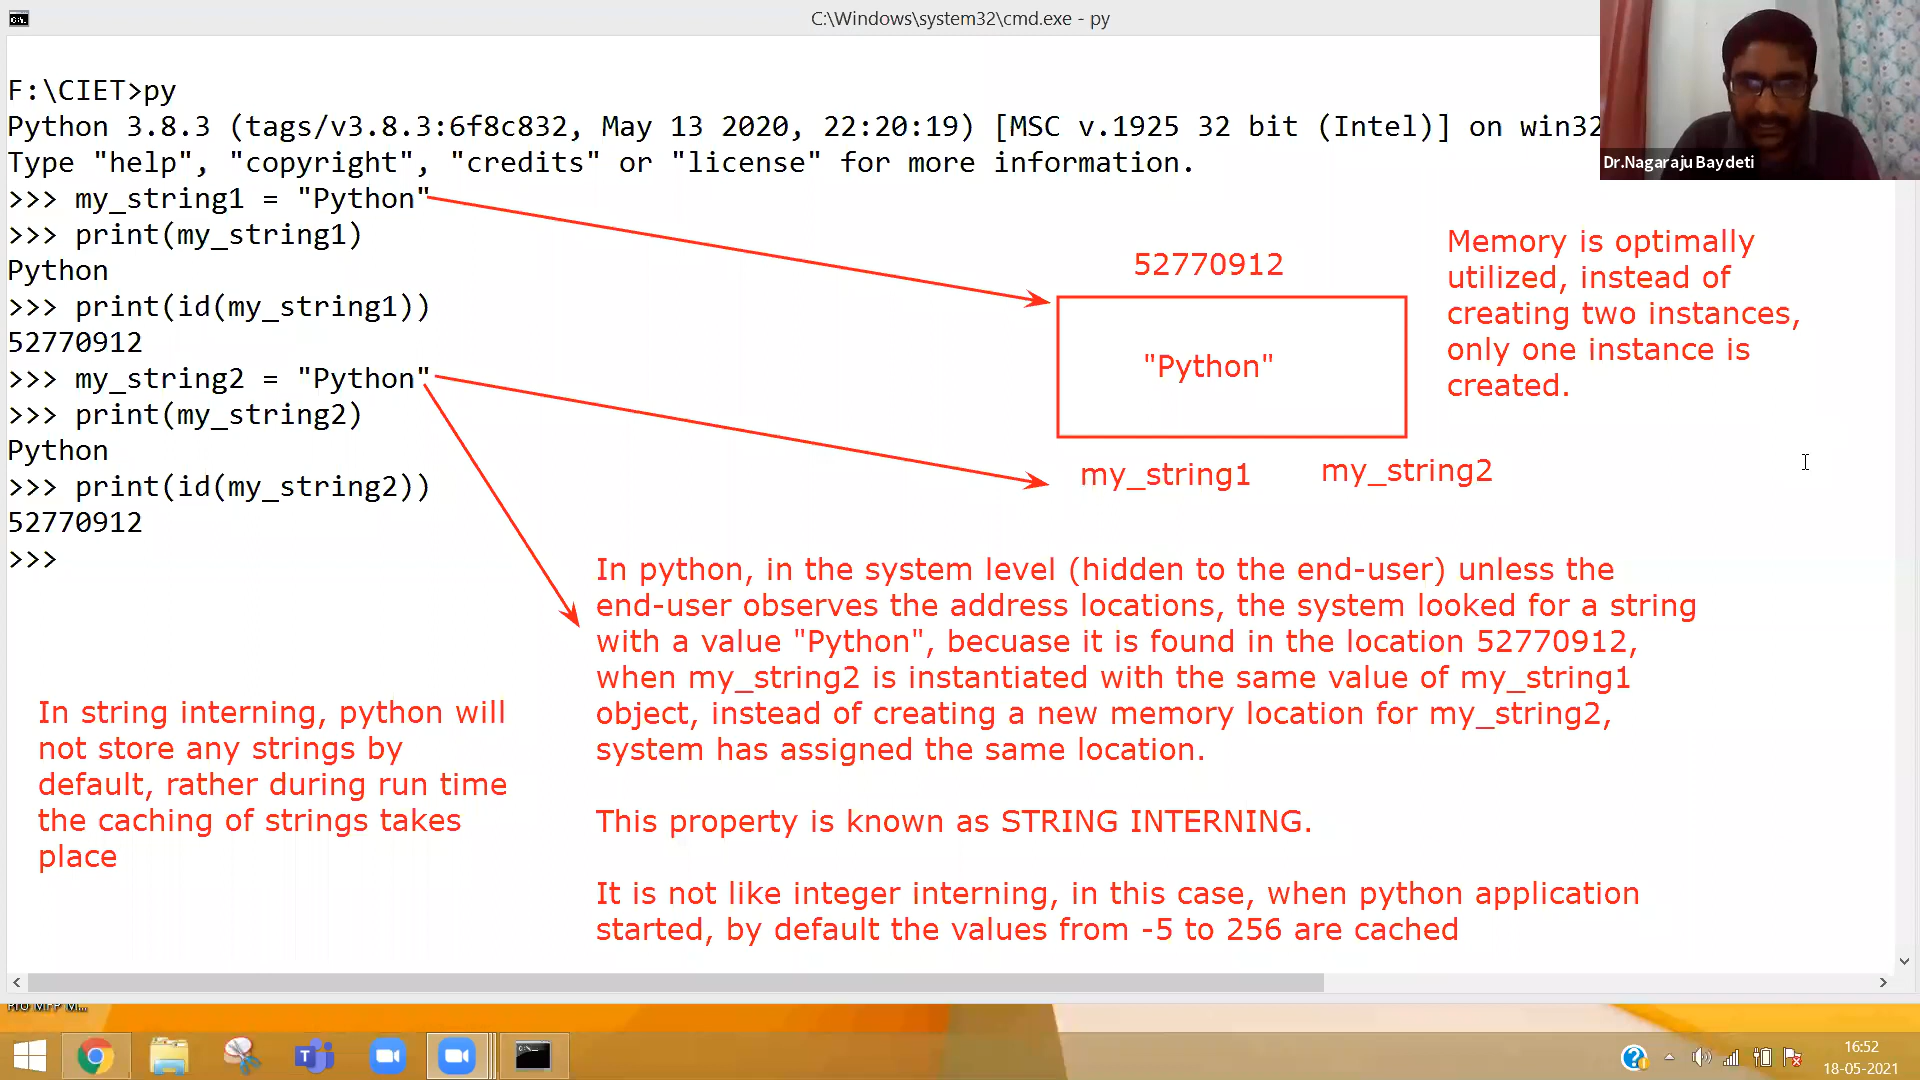 C:\Windows\system32\cmd.exe - py
F:\CIET>py
Python 3.8.3 (tags/v3.8.3:6f8c832, May 13 2020, 22:20:19) [MSC v.1925 32 bit (Intel)] on win32
Type "help", "copyright", "credits" or "license" for more information.
>>> my_string1 = "Python"
>>> print(my_string1)
Python
>>> print(id(my_string1))
52770912
>>> my_string2 = "Python"
>>> print(my_string2)
Python
>>> print(id(my_string2))
52770912
>>>
Dr.Nagaraju Baydeti
52770912
"Python"
my_string1 my_string2
Memory is optimally
utilized, instead of
creating two instances,
only one instance is
created.
In python, in the system level (hidden to the end-user) unless the
end-user observes the address locations, the system looked for a string
with a value "Python", becuase it is found in the location 52770912,
when my_string2 is instantiated with the same value of my_string1
object, instead of creating a new memory location for my_string2,
system has assigned the same location.
This property is known as STRING INTERNING.
It is not like integer interning, in this case, when python application
started, by default the values from -5 to 256 are cached
In string interning, python will
not store any strings by
default, rather during run time
the caching of strings takes
place
16:52
18-05-2021